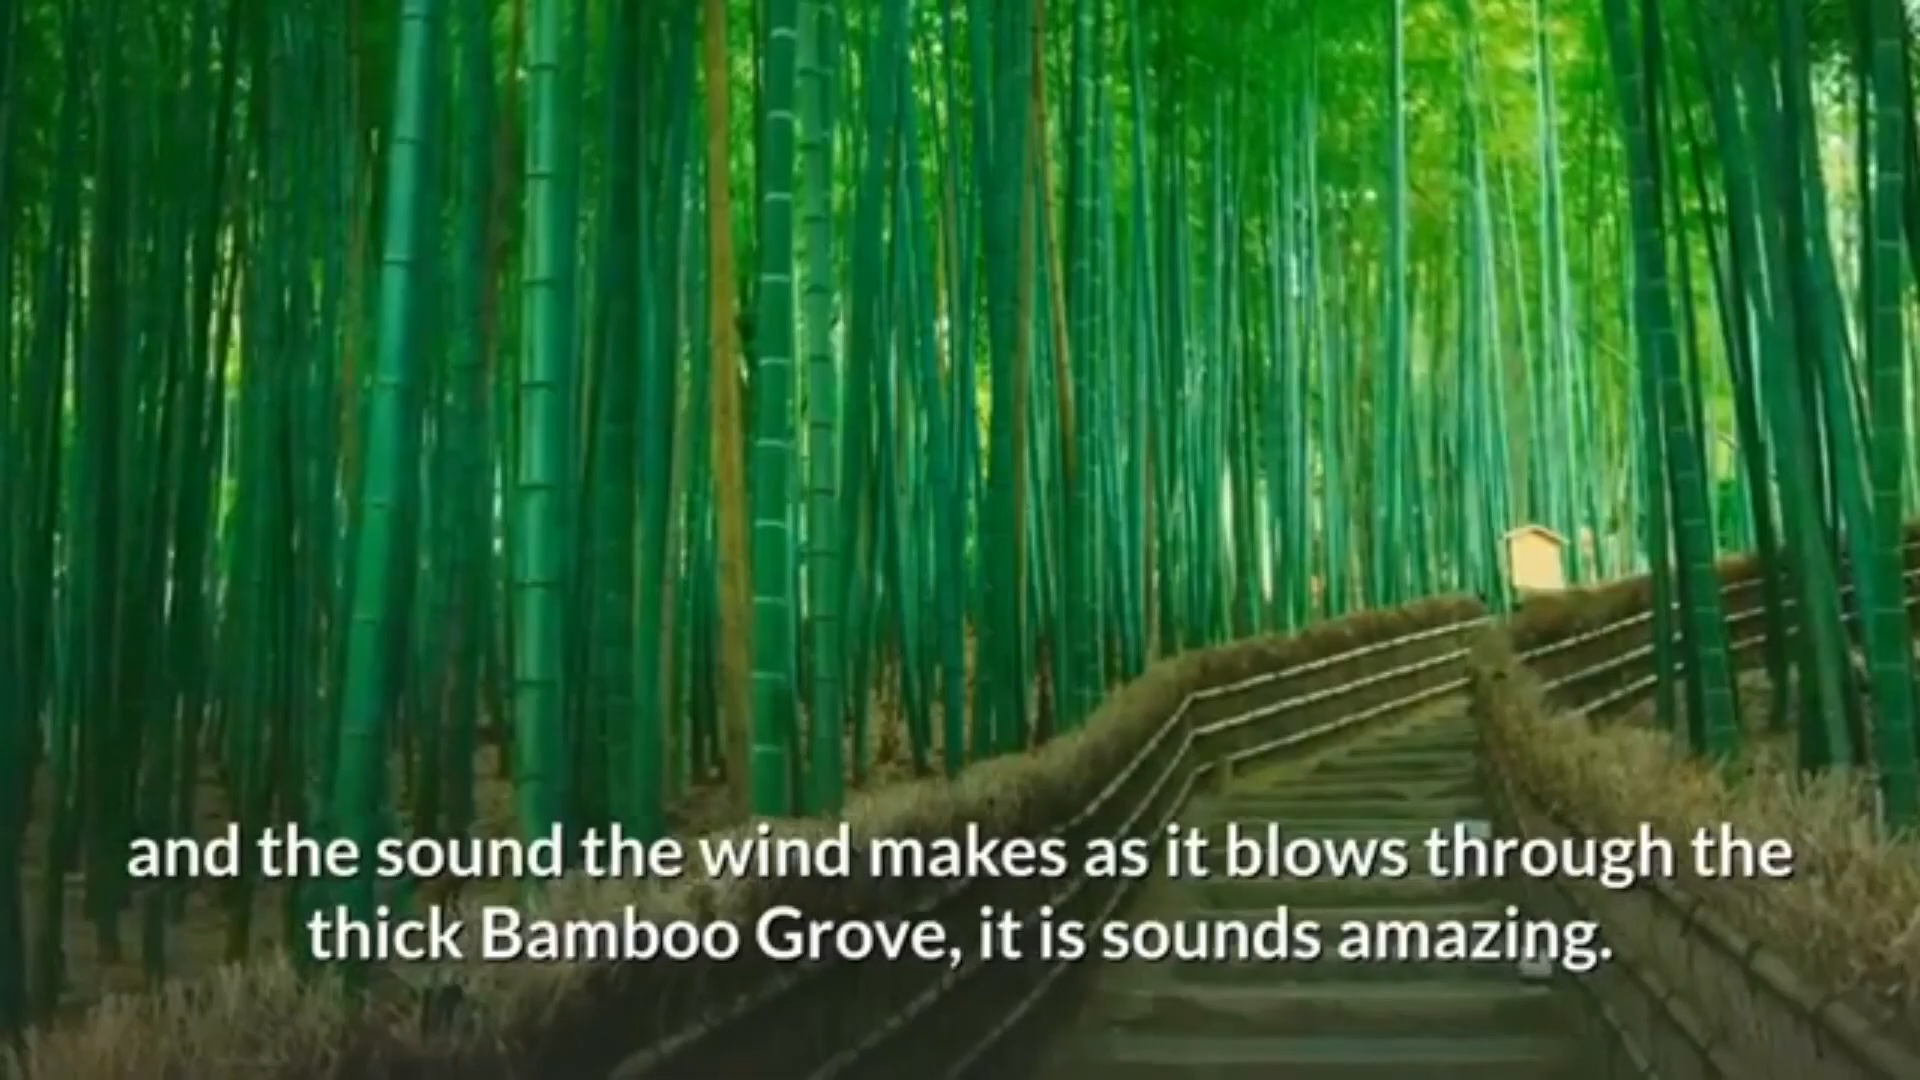 and the sound the wind makes as it blows through the
thick Bamboo Grove, it is sounds amazing.